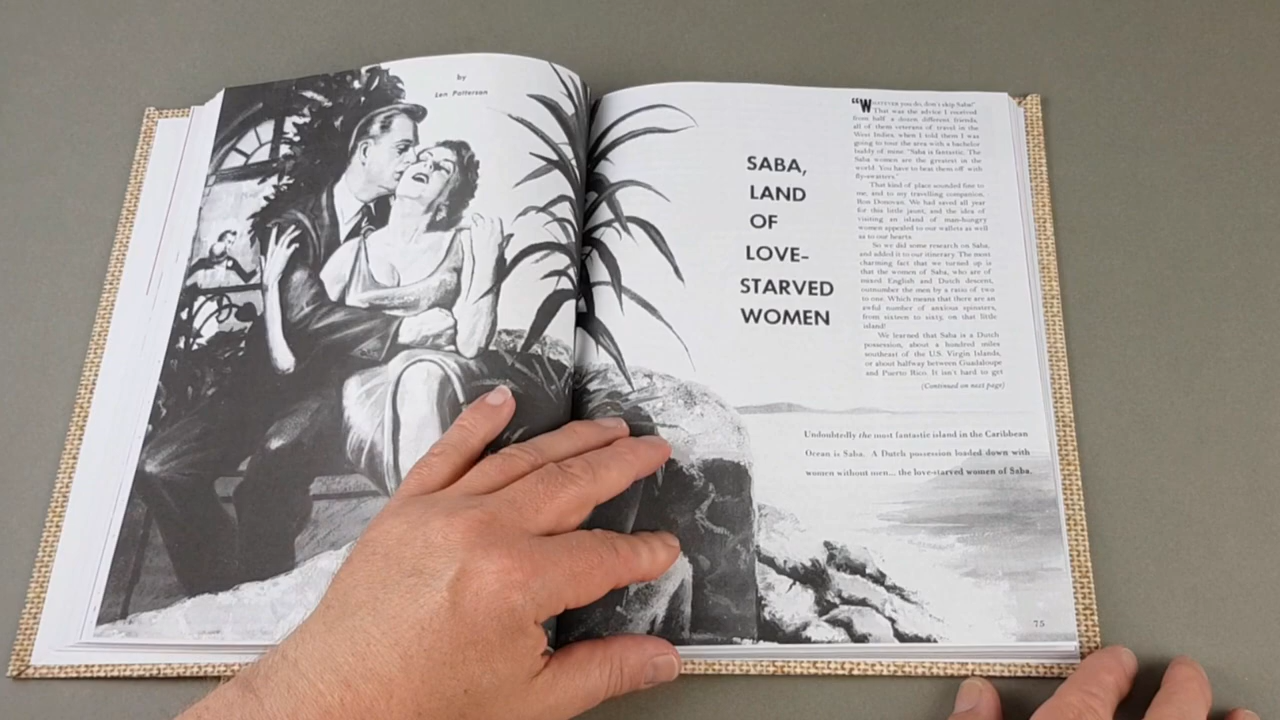 by
Len Patterson
SABA,
LAND
OF
LOVE-
STARVED
WOMEN
"WHATEVER you do, don't skip Saba!"
That was the advice I received
from half a dozen different friends,
all of them veterans of travel in the
West Indies, when I told them I was
going to tour the area with a bachelor
buddy of mine. "Saba is fantastic. The
Saba women are the greatest in the
world. You have to beat them off with
fly-swatters."
That kind of place sounded fine to
me, and to my travelling companion,
Ron Donovan. We had saved all year
for this little jaunt, and the idea of
visiting an island of man-hungry
women appealed to our wallets as well
as to our hearts.
So we did some research on Saba,
and added it to our itinerary. The most
charming fact that we turned up is
that the women of Saba, who are of
mixed English and Dutch descent,
outnumber the men by a ratio of two
to one. Which means that there are an
awful number of anxious spinsters,
from sixteen to sixty, on that little
island!
We learned that Saba is a Dutch
possession, about a hundred miles
southeast of the U.S. Virgin Islands,
or about halfway between Guadaloupe
and Puerto Rico. It isn't hard to get
(Continued on next page)
Undoubtedly the most fantastic island in the Caribbean
Ocean is Saba. A Dutch possession loaded down with
women without men... the love-starved women of Saba.
75